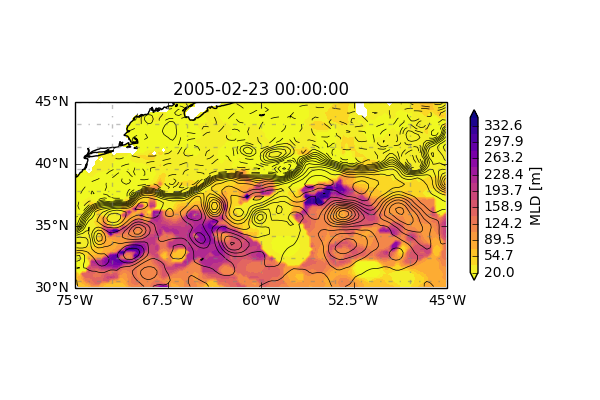 2005-02-23 00:00:00
45°N
40°N
35°N
30°N
75°W
67.5°W
60°W
52.5°W
45°W
332.6
297.9
263.2
228.4
193.7
158.9
124.2
89.5
54.7
20.0
MLD [m]